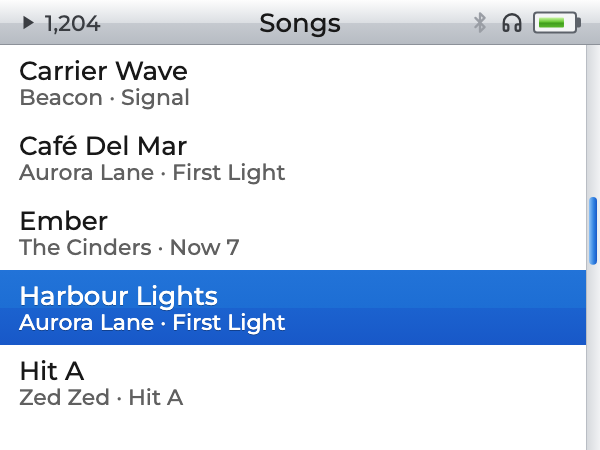 1,204
Songs
Carrier Wave
Beacon · Signal
Café Del Mar
Aurora Lane · First Light
Ember
The Cinders · Now 7
Harbour Lights
Aurora Lane · First Light
Hit A
Zed Zed · Hit A